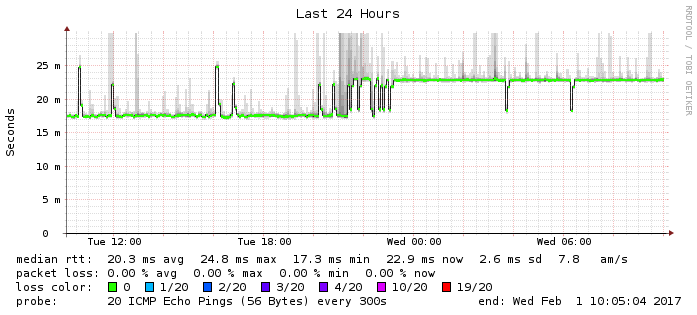 Last 24 Hours
RRDTOOL / TOBI OETIKER
Seconds
25 m
20 m
15 m
10 m
5 m
0
Tue 12:00 Tue 18:00 Wed 00:00 Wed 06:00
median rtt: 20.3 ms avg 24.8 ms max 17.3 ms min 22.9 ms now 2.6 ms sd 7.8 am/s
packet loss: 0.00 % avg 0.00 % max 0.00 % min 0.00 % now
loss color: 0 1/20 2/20 3/20 4/20 10/20 19/20
probe: 20 ICMP Echo Pings (56 Bytes) every 300s end: Wed Feb 1 10:05:04 2017